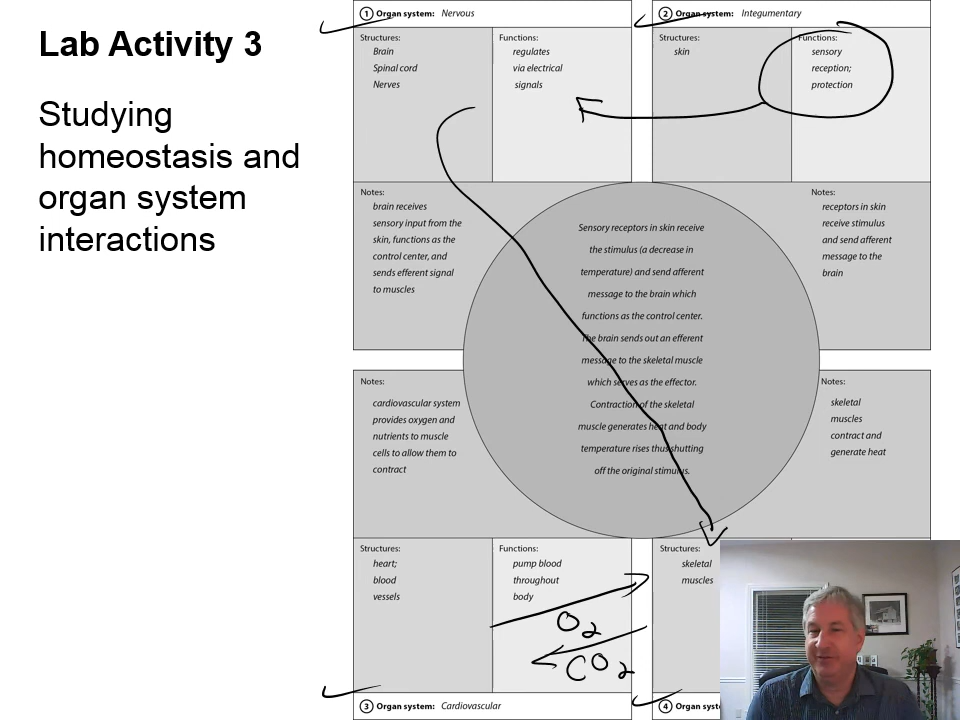 Lab Activity 3
Studying
homeostasis and
organ system
interactions
1 Organ system: Nervous
Structures:
Brain
Spinal cord
Nerves
Functions:
regulates
via electrical
signals
Notes:
brain receives
sensory input from the
skin, functions as the
control center, and
sends efferent signal
to muscles
2 Organ system: Integumentary
Structures:
skin
Functions:
sensory
reception;
protection
Notes:
receptors in skin
receive stimulus
and send afferent
message to the
brain
Sensory receptors in skin receive
the stimulus (a decrease in
temperature) and send afferent
message to the brain which
functions as the control center.
The brain sends out an efferent
message to the skeletal muscle
which serves as the effector.
Contraction of the skeletal
muscle generates heat and body
temperature rises thus shutting
off the original stimulus.
Notes:
cardiovascular system
provides oxygen and
nutrients to muscle
cells to allow them to
contract
Structures:
heart;
blood
vessels
Functions:
pump blood
throughout
body
O2
CO2
3 Organ system: Cardiovascular
Notes:
skeletal
muscles
contract and
generate heat
Structures:
skeletal
muscles
4 Organ syst